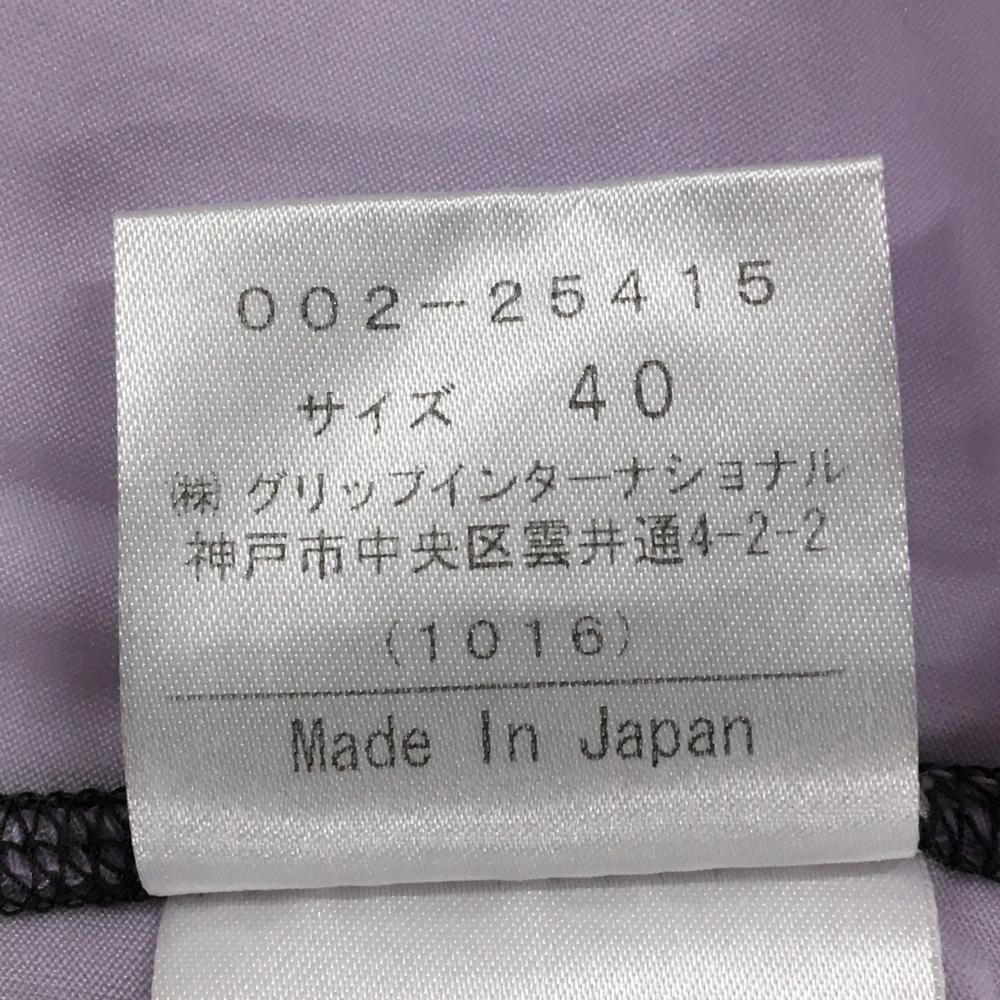 002-25415
サイズ 40
㈱グリップインターナショナル
神戸市中央区雲井通4-2-2
(1016)
Made In Japan